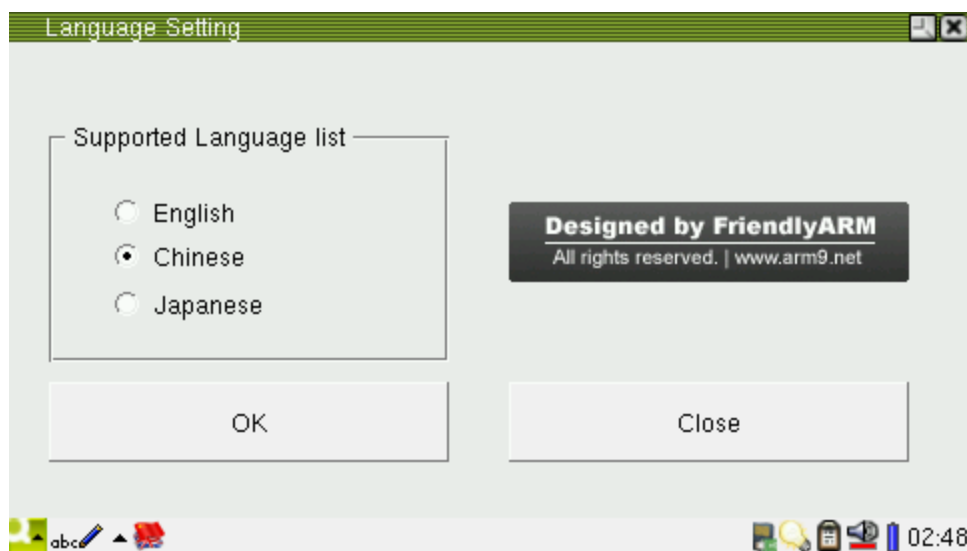 Language Setting
Supported Language list
English
Chinese
Japanese
Designed by FriendlyARM
All rights reserved. | www.arm9.net
OK
Close
abc
02:48